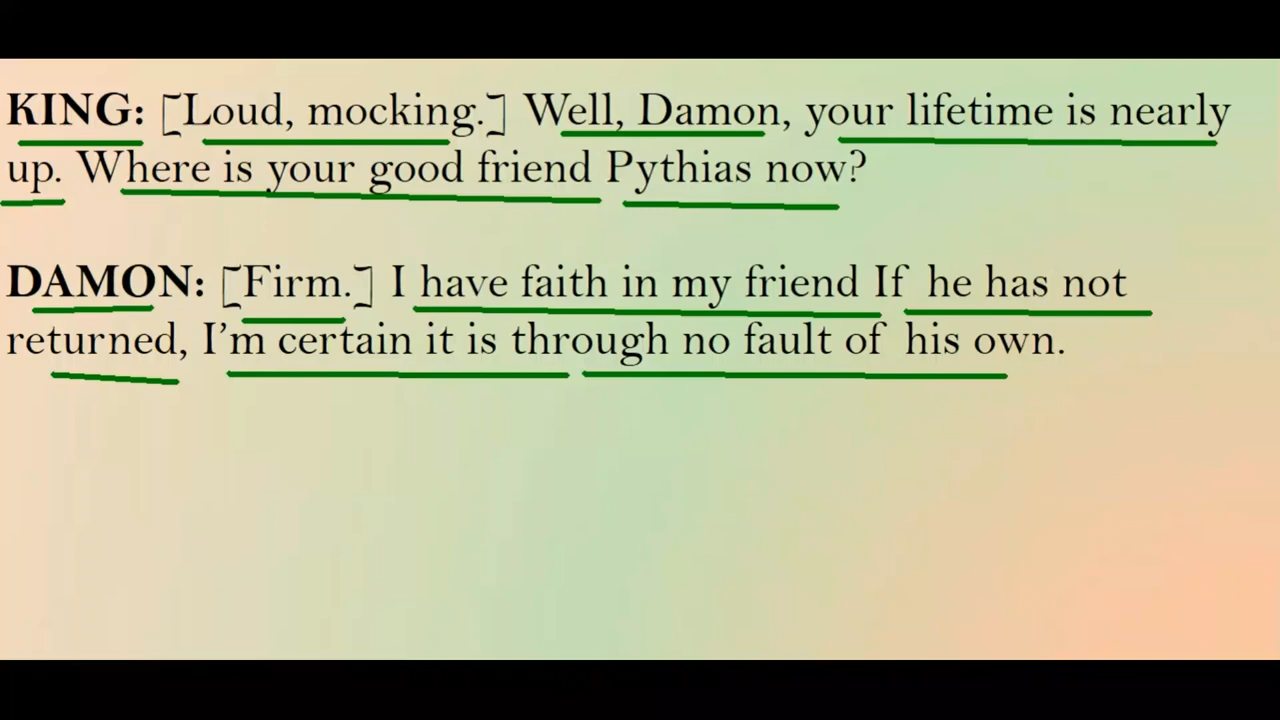 KING: [Loud, mocking.] Well, Damon, your lifetime is nearly
up. Where is your good friend Pythias now?
DAMON: [Firm.] I have faith in my friend If he has not
returned, I'm certain it is through no fault of his own.